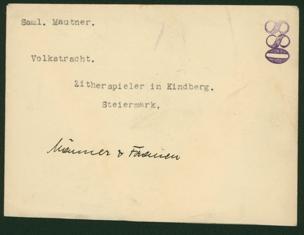 Saml. Mautner.
Volkstracht.
Zitherspieler in Kindberg.
Steiermark.
Männer & Frauen